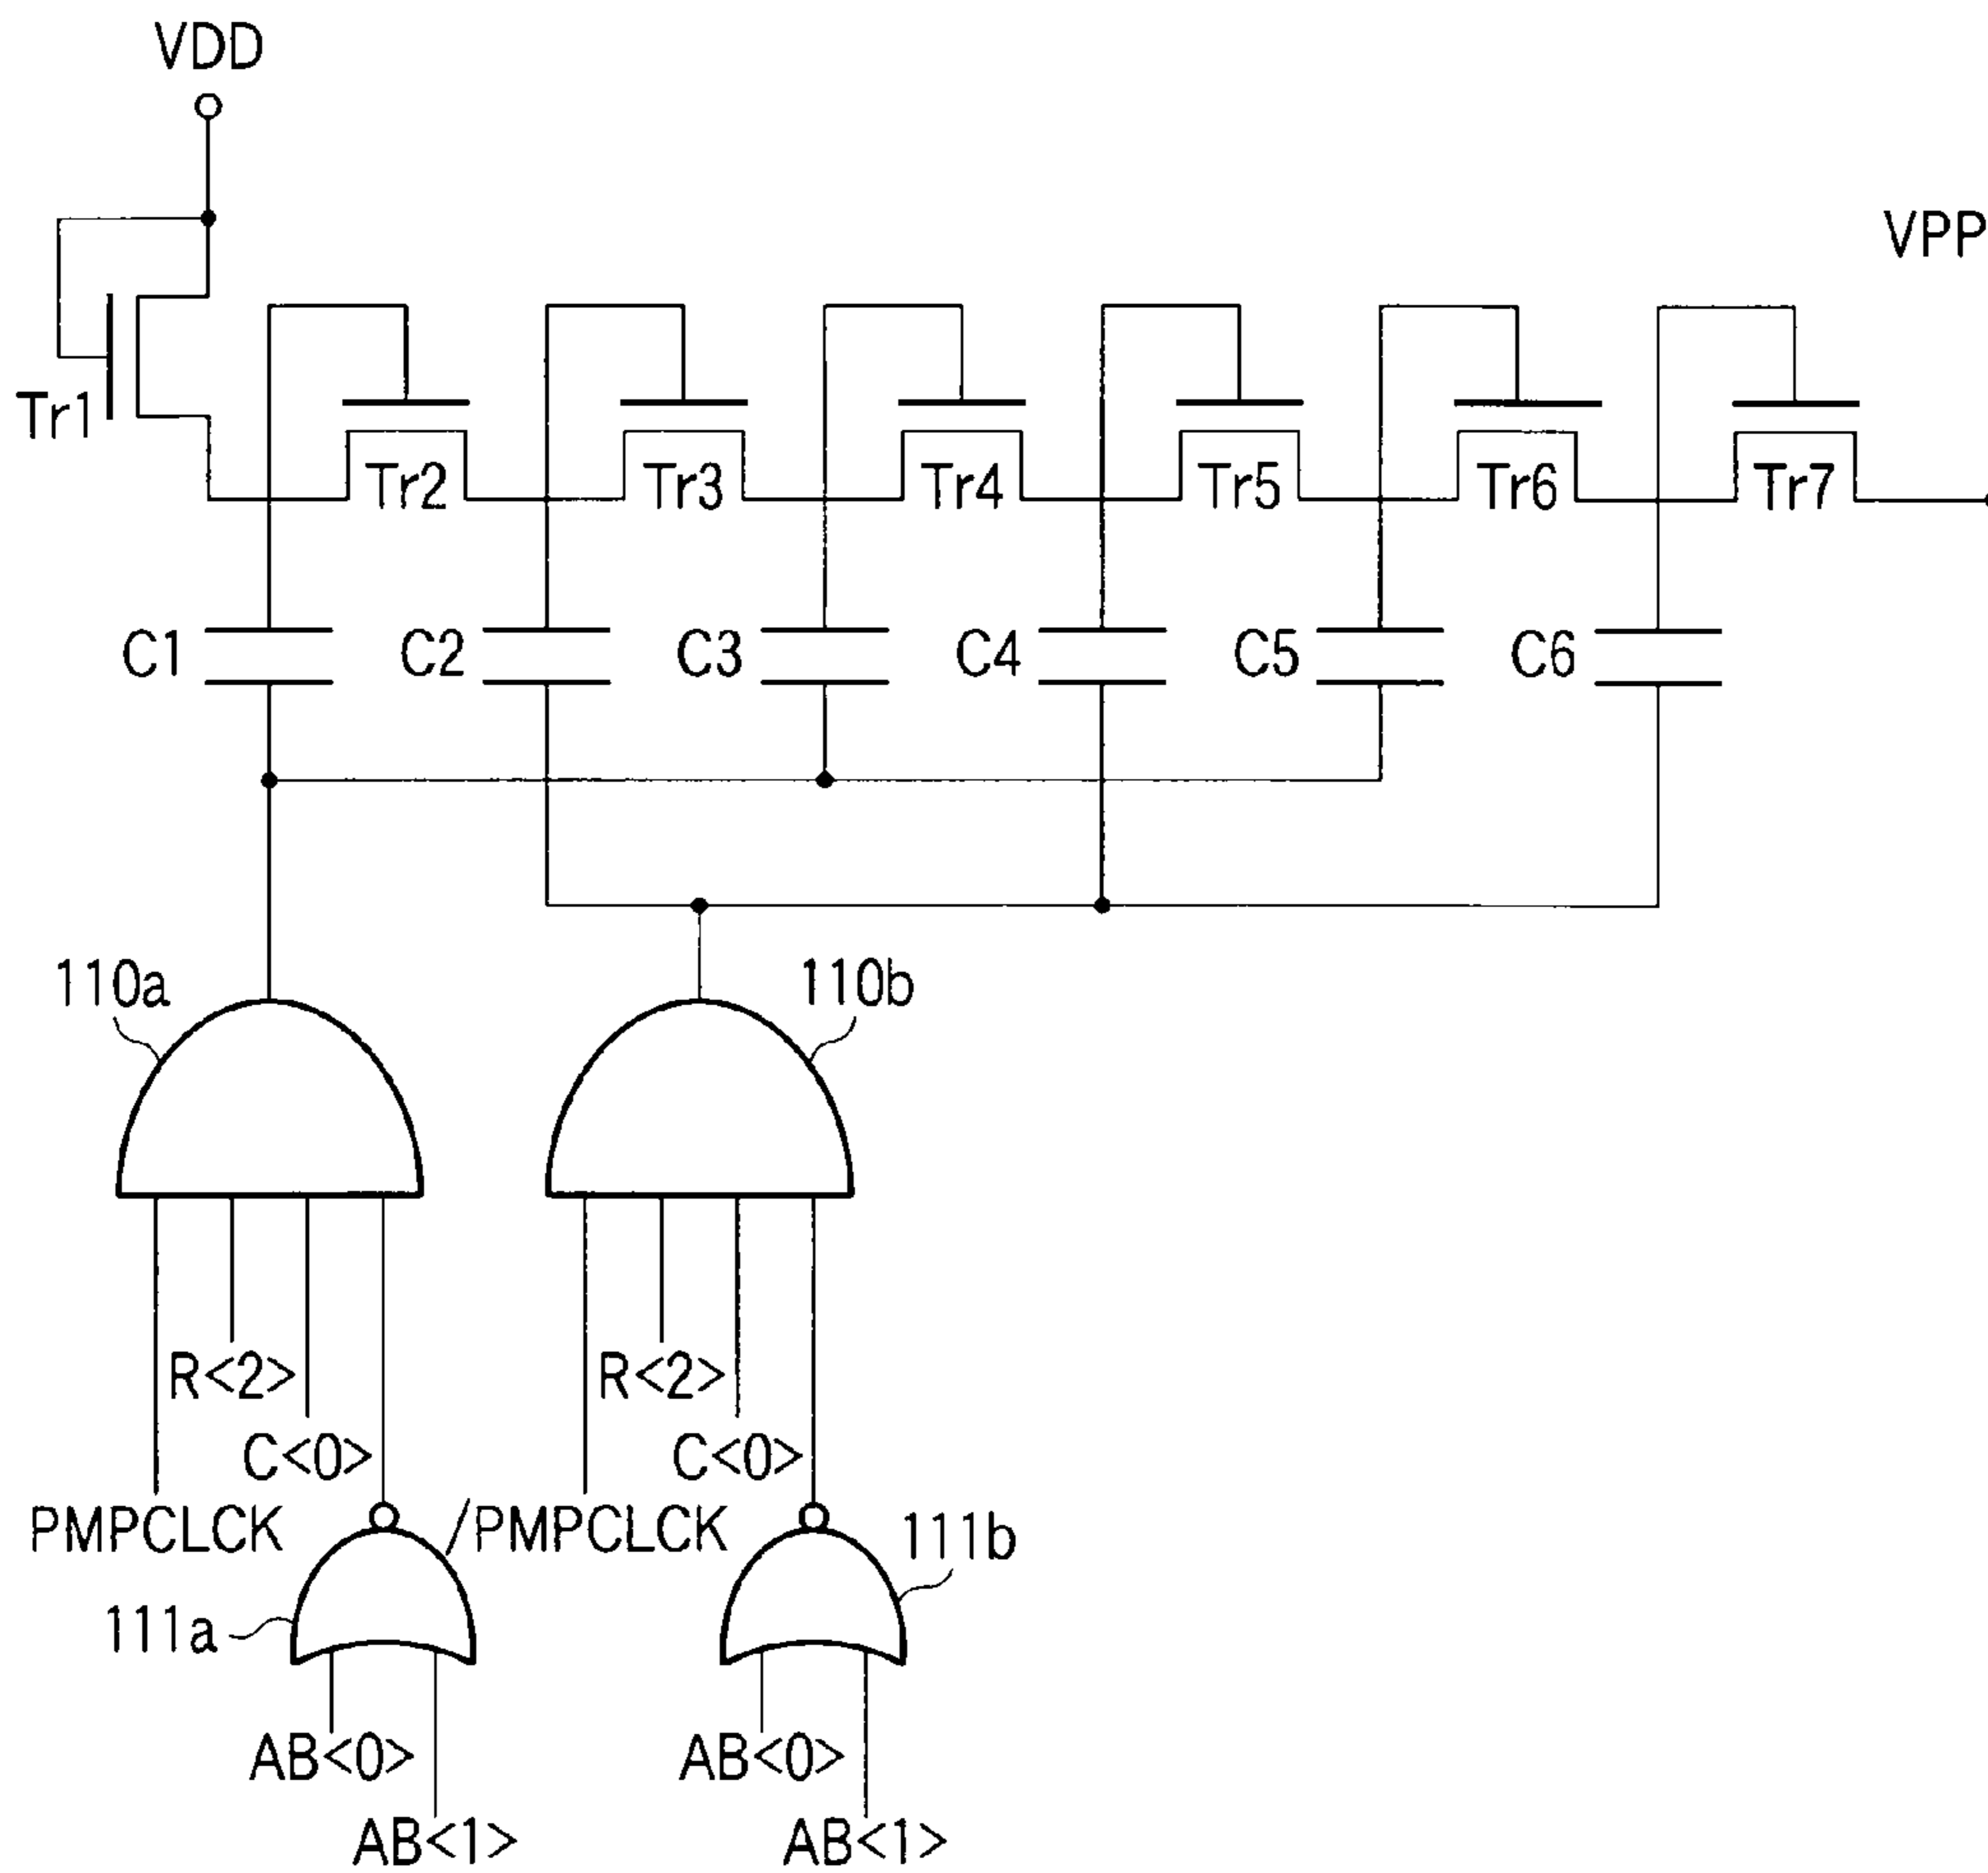 VDD
VPP
Tr1
Tr2
Tr3
Tr4
Tr5
Tr6
Tr7
C1
C2
C3
C4
C5
C6
110a
110b
R<2>
R<2>
C<0>
C<0>
PMPCLCK
/PMPCLCK
111b
111a
AB<0>
AB<0>
AB<1>
AB<1>